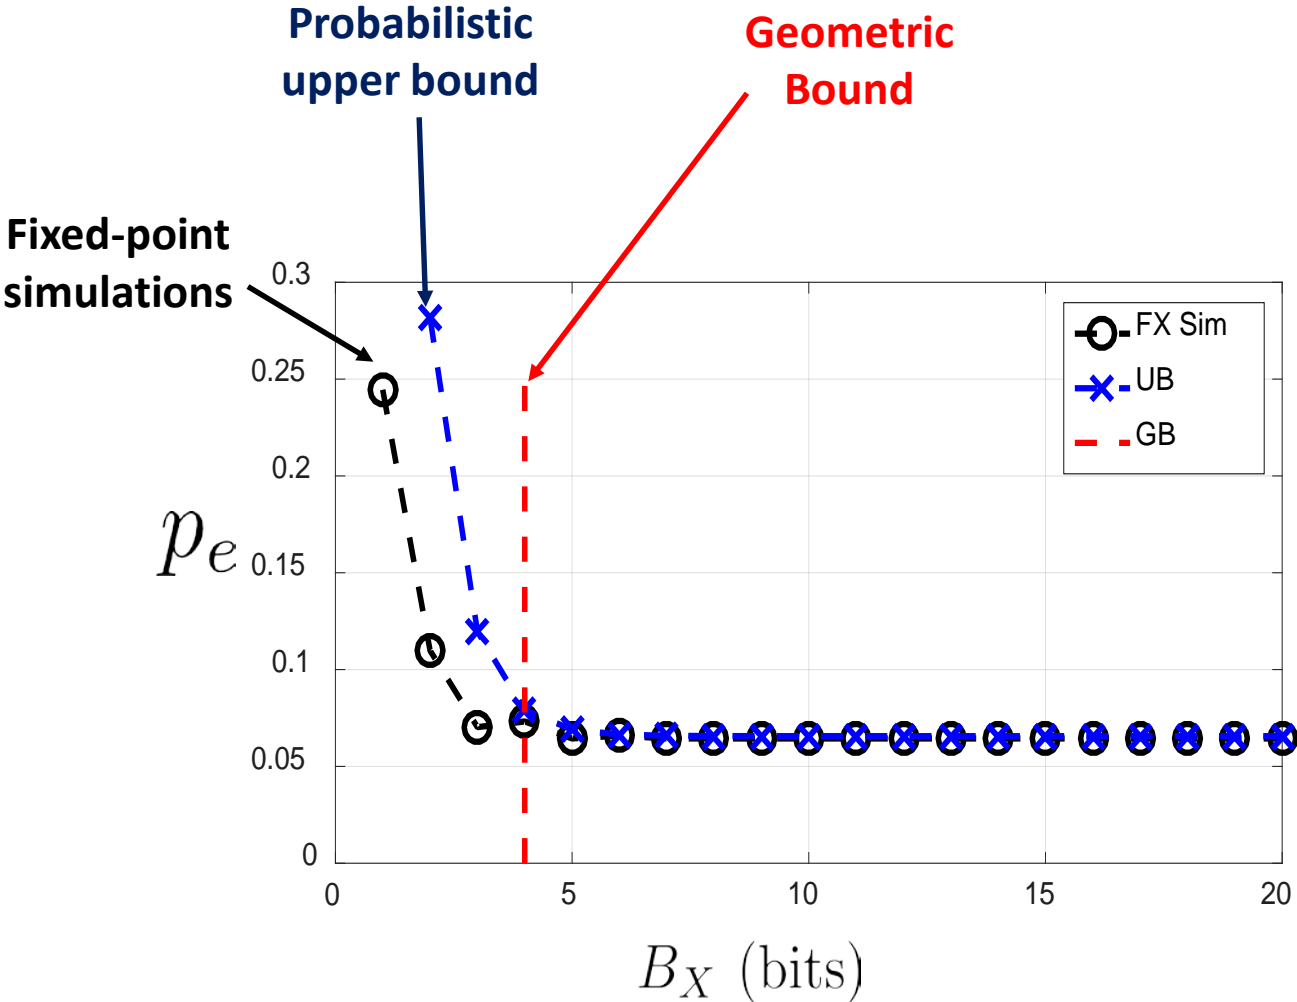 Probabilistic
upper bound
Geometric
Bound
Fixed-point
simulations
0.3
0.25
0.2
0.15
0.1
0.05
0
p_e
FX Sim
UB
GB
0 5 10 15 20
B_X (bits)